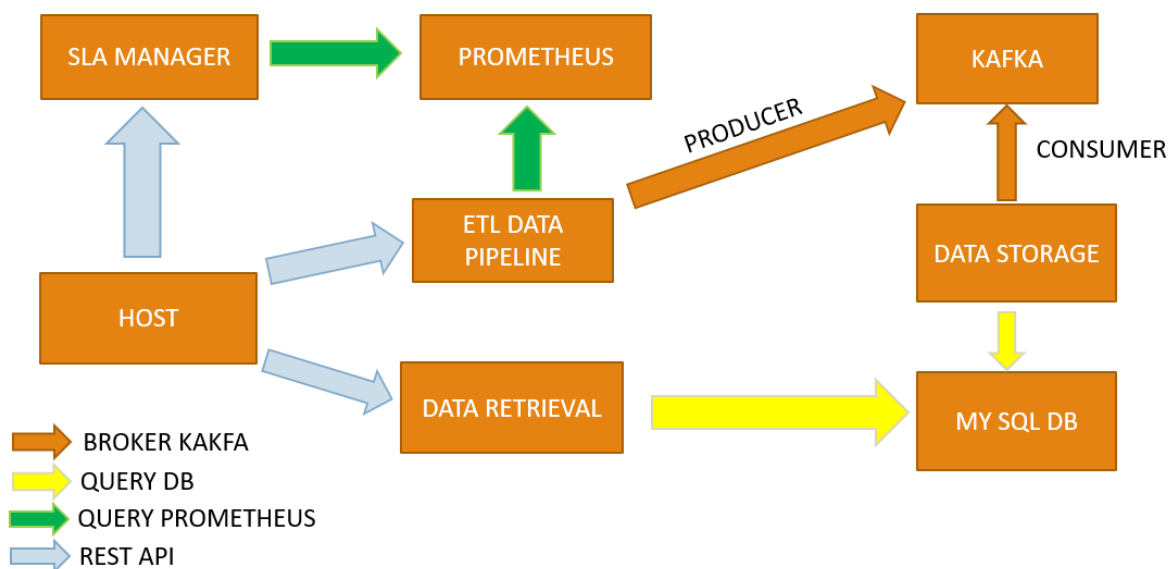 SLA MANAGER
PROMETHEUS
KAFKA
PRODUCER
CONSUMER
ETL DATA
PIPELINE
DATA STORAGE
HOST
DATA RETRIEVAL
MY SQL DB
BROKER KAKFA
QUERY DB
QUERY PROMETHEUS
REST API